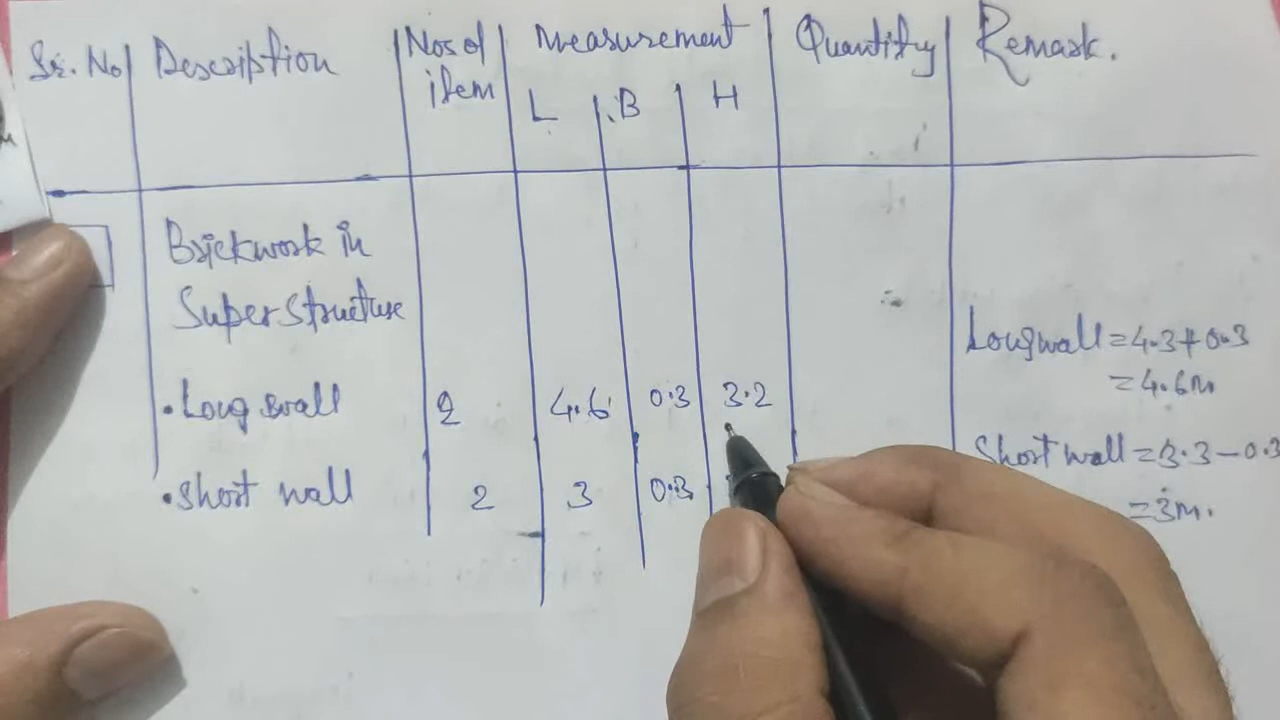 Sr. No Description Nos of item Measurement Quantity Remark.
L B H
Brickwork in
Superstructure
Long wall = 4.3+0.3
= 4.6m
• Long wall 2 4.6 0.3 3.2
Short wall = 3.3-0.3
• Short wall 2 3 0.3
= 3m.